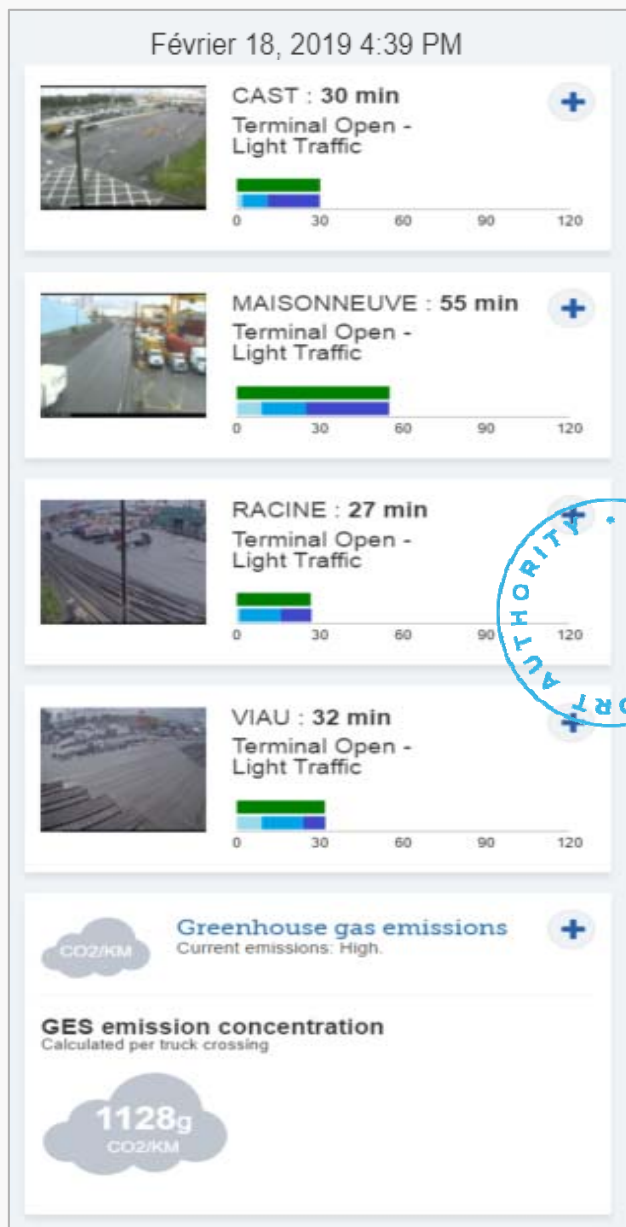 Février 18, 2019 4:39 PM
CAST : 30 min
Terminal Open -
Light Traffic
0 30 60 90 120
MAISONNEUVE : 55 min
Terminal Open -
Light Traffic
0 30 60 90 120
RACINE : 27 min
Terminal Open -
Light Traffic
0 30 60 90 120
AUTHORITY •
VIAU : 32 min
Terminal Open -
Light Traffic
0 30 60 90 120
CO2/KM
Greenhouse gas emissions
Current emissions: High.
GES emission concentration
Calculated per truck crossing
1128g
CO2/KM